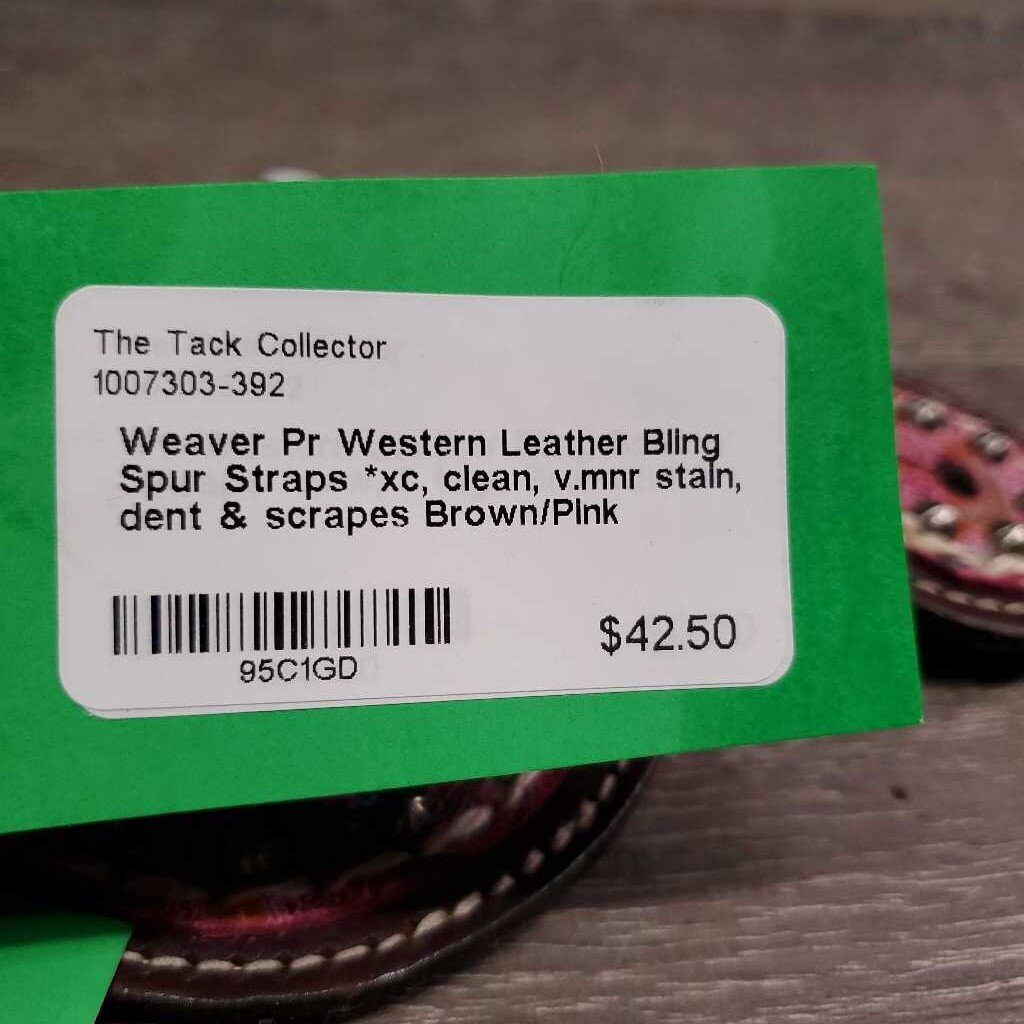 The Tack Collector
1007303-392
Weaver Pr Western Leather Bling
Spur Straps *xc, clean, v.mnr stain,
dent & scrapes Brown/Pink
95C1GD
$42.50